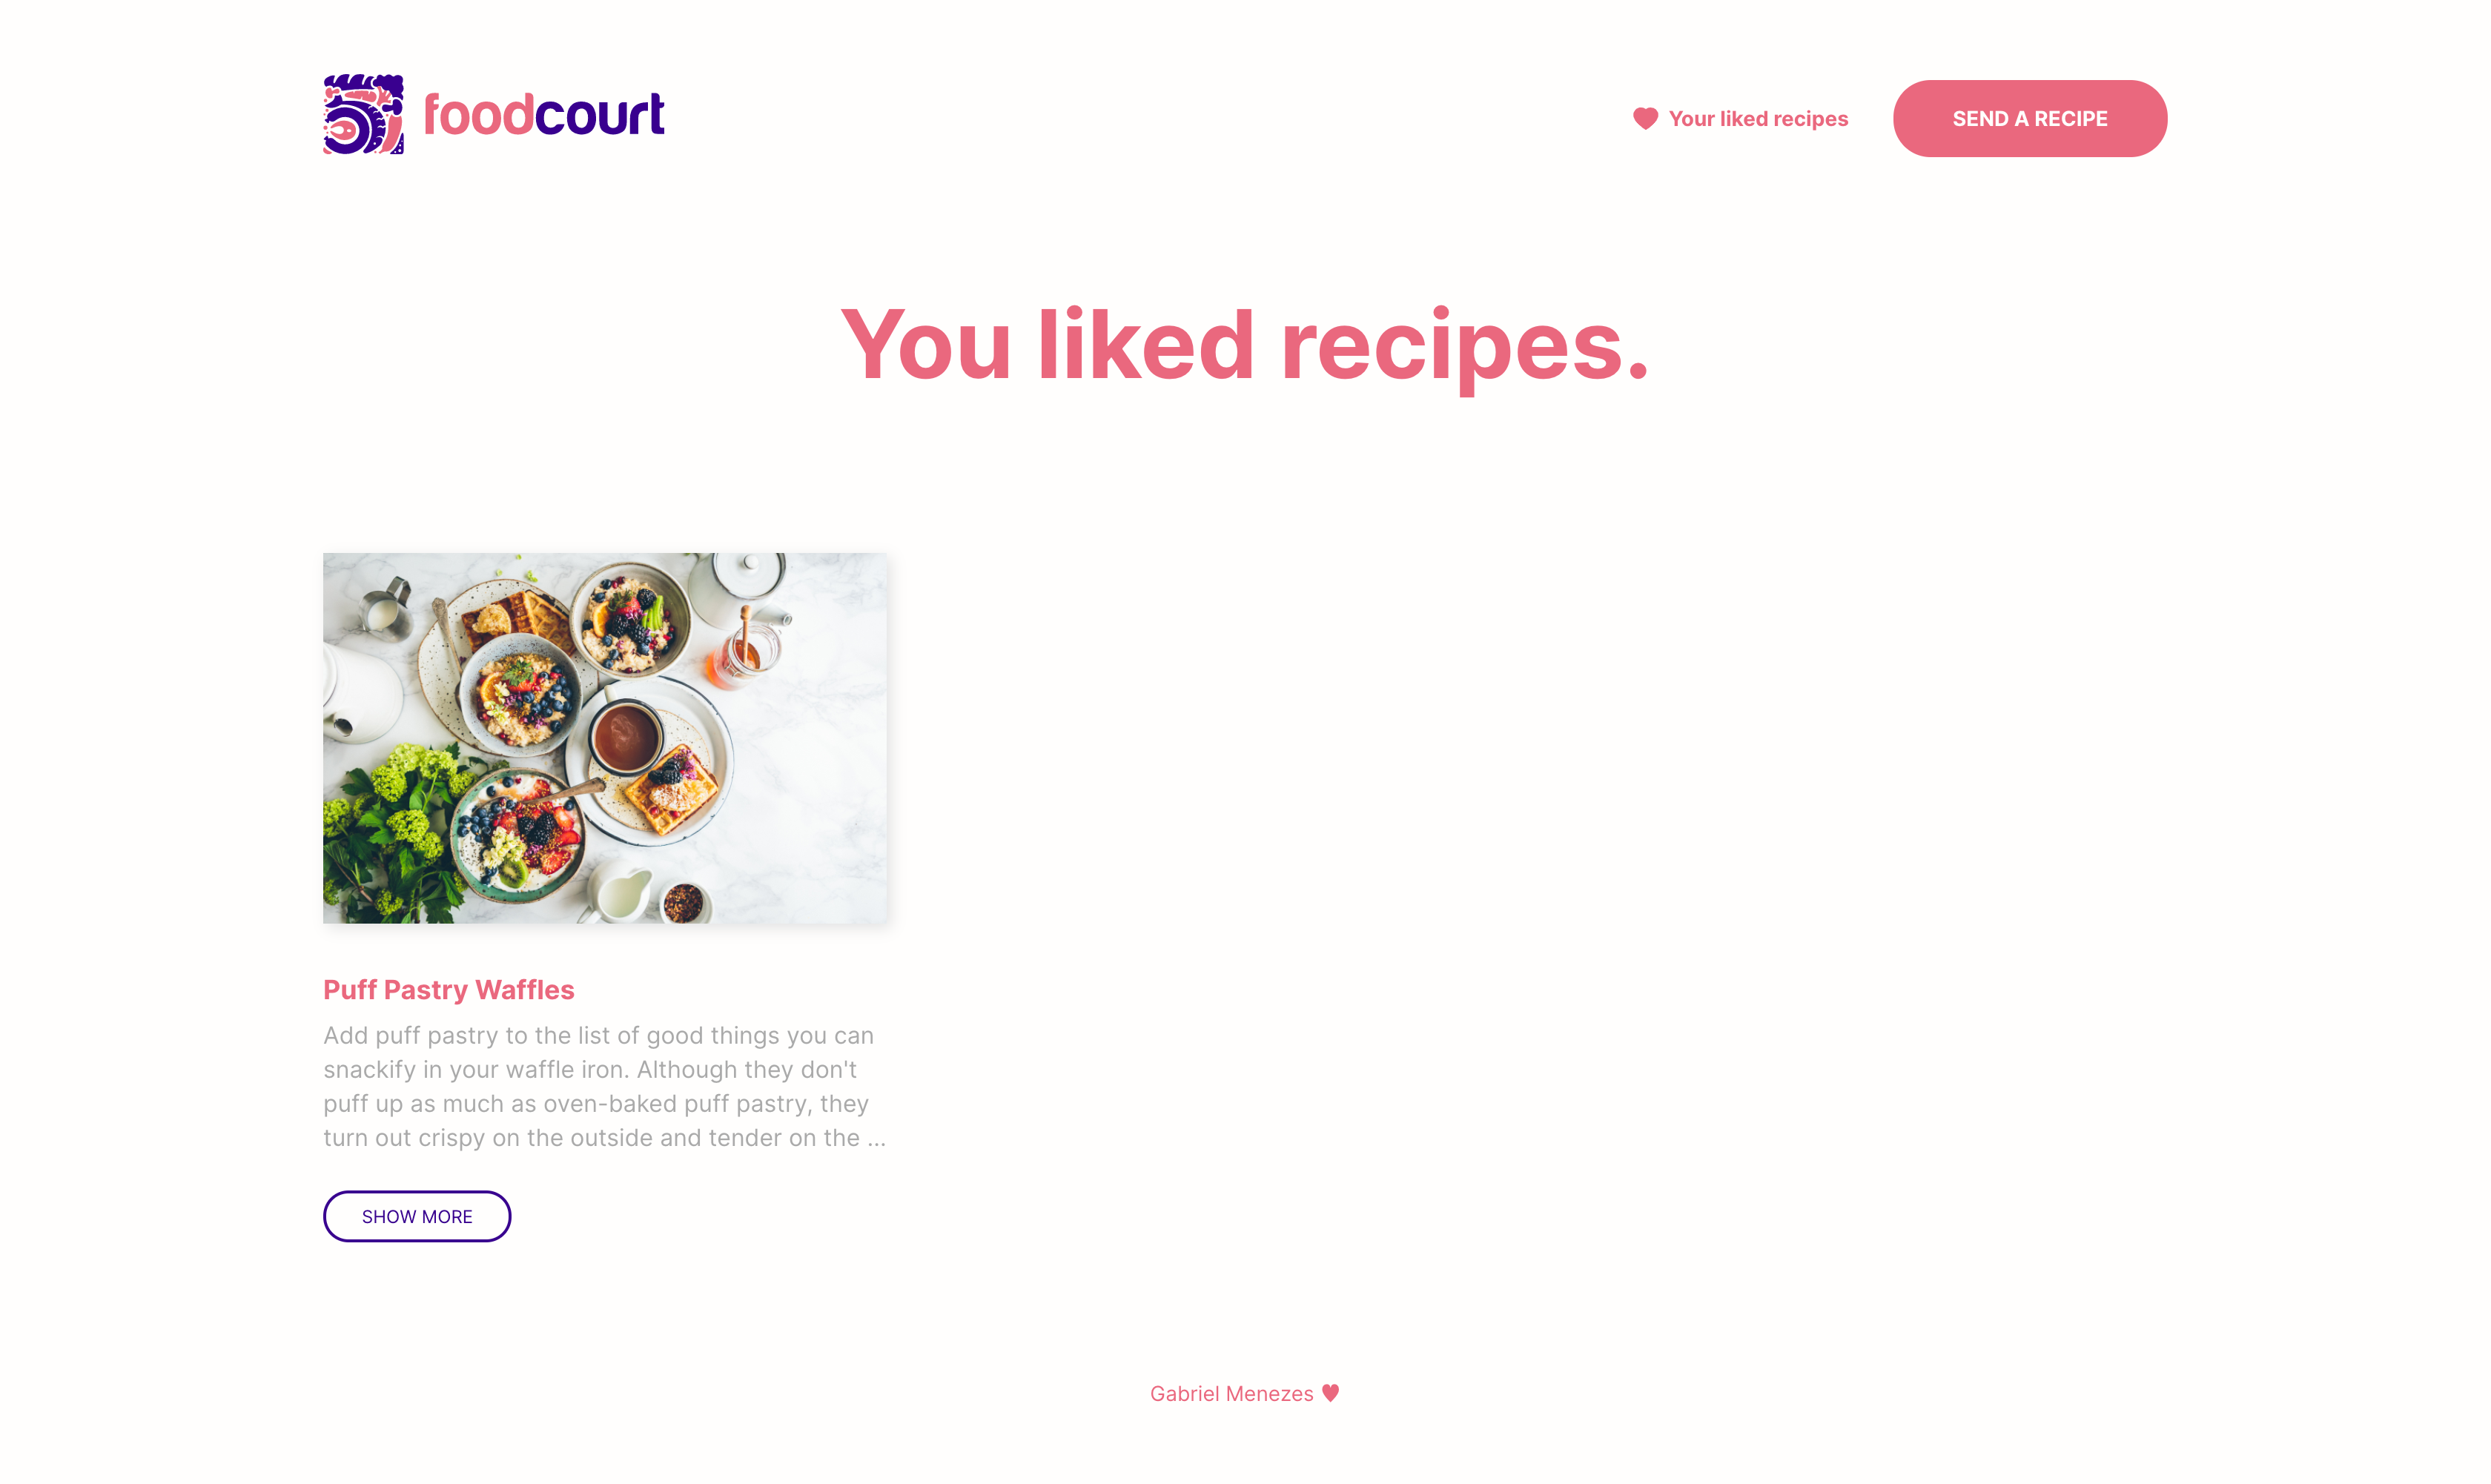 foodcourt
Your liked recipes
SEND A RECIPE
You liked recipes.
Puff Pastry Waffles
Add puff pastry to the list of good things you can
snackify in your waffle iron. Although they don't
puff up as much as oven-baked puff pastry, they
turn out crispy on the outside and tender on the ...
SHOW MORE
Gabriel Menezes